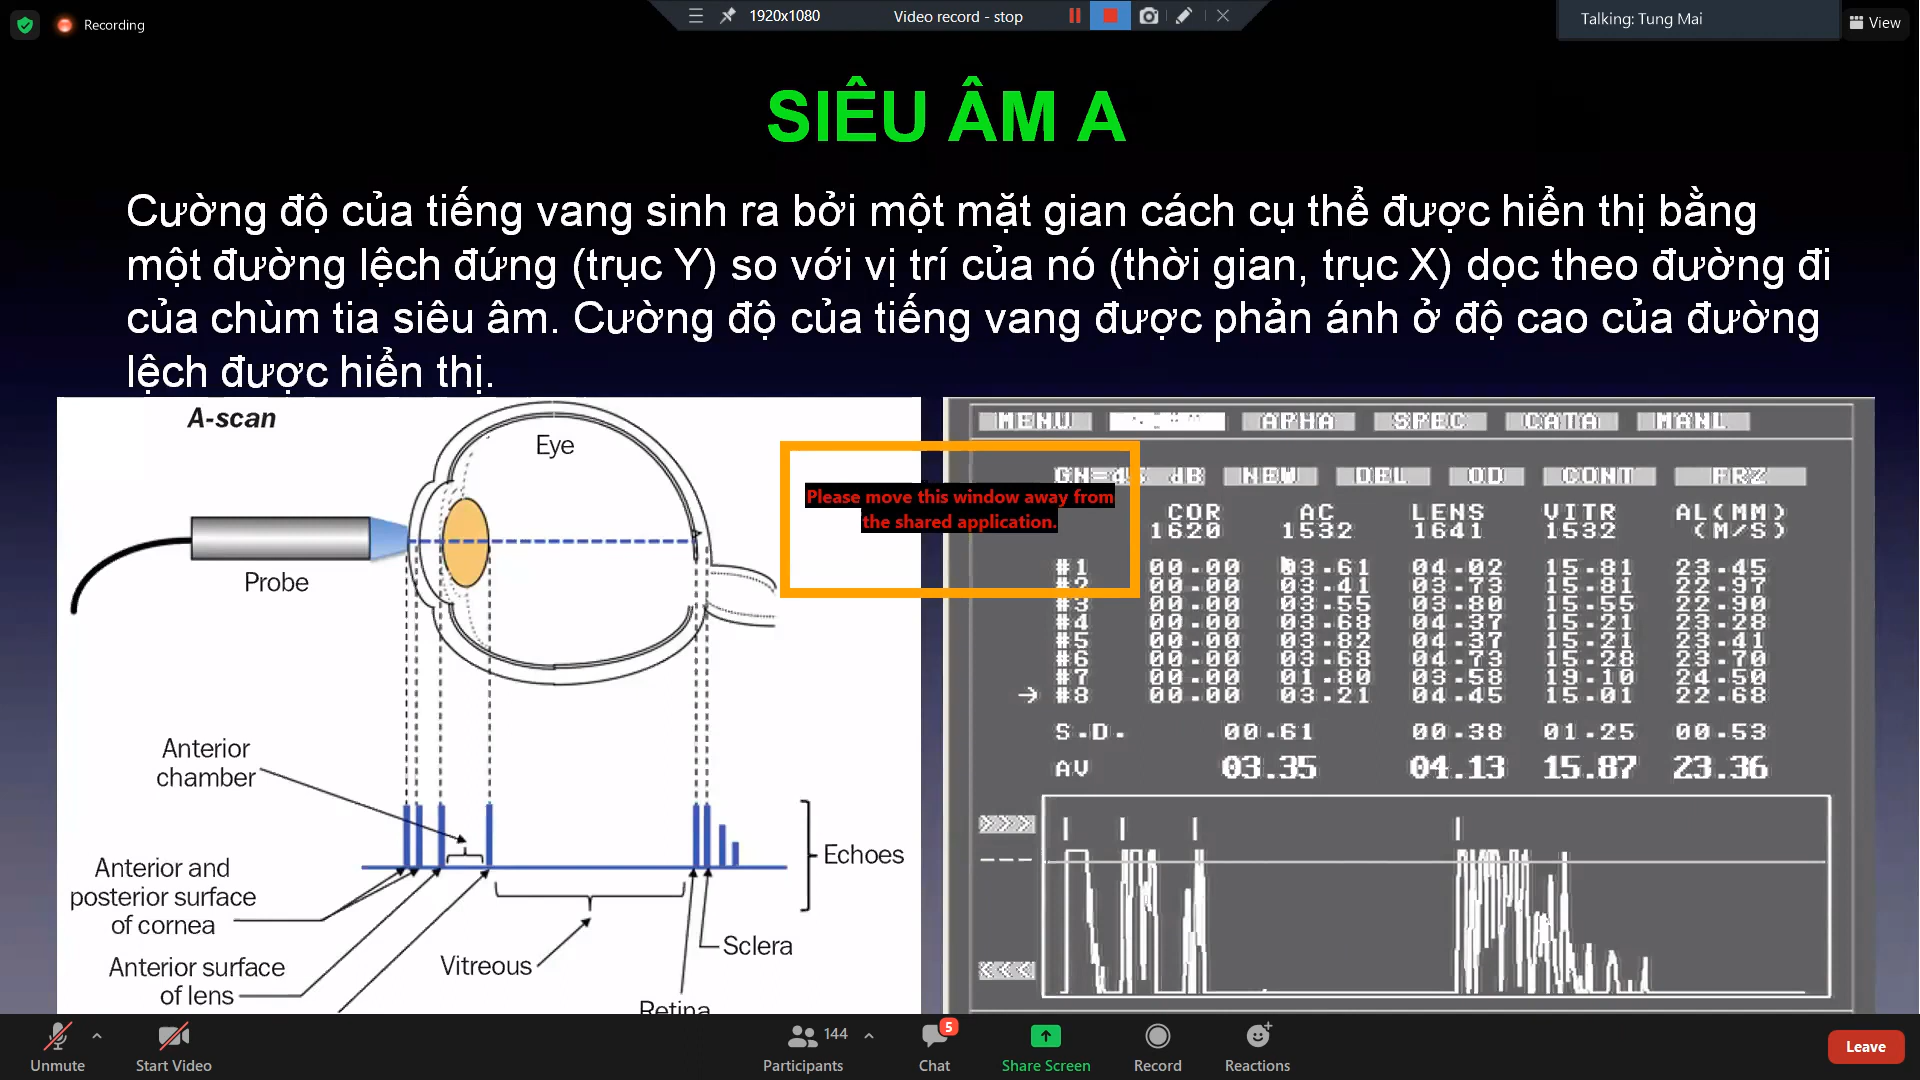 Recording
1920x1080
Video record - stop
Talking: Tung Mai
View
SIÊU ÂM A
Cường độ của tiếng vang sinh ra bởi một mặt gian cách cụ thể được hiển thị bằng
một đường lệch đứng (trục Y) so với vị trí của nó (thời gian, trục X) dọc theo đường đi
của chùm tia siêu âm. Cường độ của tiếng vang được phản ánh ở độ cao của đường
lệch được hiển thị.
A-scan
Eye
Probe
Anterior
chamber
Anterior and
posterior surface
of cornea
Anterior surface
of lens
Vitreous
Echoes
Sclera
Retina
Please move this window away from
the shared application.
MENU APHA SPEC CATA MANL
dB NEW DEL OD CONT FRZ
COR AC LENS VITR AL(MM)
1620 1532 1641 1532 (M/S)
#1 00.00 03.61 04.02 15.81 23.45
#2 00.00 03.41 03.73 15.81 22.97
#3 00.00 03.55 03.80 15.55 22.90
#4 00.00 03.68 04.37 15.21 23.28
#5 00.00 03.82 04.37 15.21 23.41
#6 00.00 03.68 04.73 15.28 23.70
#7 00.00 01.80 03.58 19.10 24.50
→ #8 00.00 03.21 04.45 15.01 22.68
S.D. 00.61 00.38 01.25 00.53
AV 03.35 04.13 15.87 23.36
>>>
---
<<<
Unmute
Start Video
144
Participants
5
Chat
Share Screen
Record
Reactions
Leave